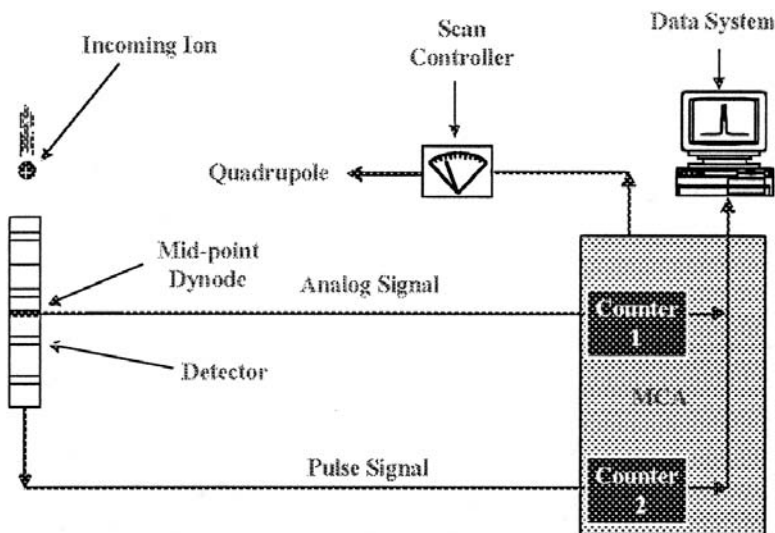 Incoming Ion
Scan
Controller
Data System
Quadrupole
Mid-point
Dynode
Analog Signal
Counter
1
Detector
MCA
Pulse Signal
Counter
2